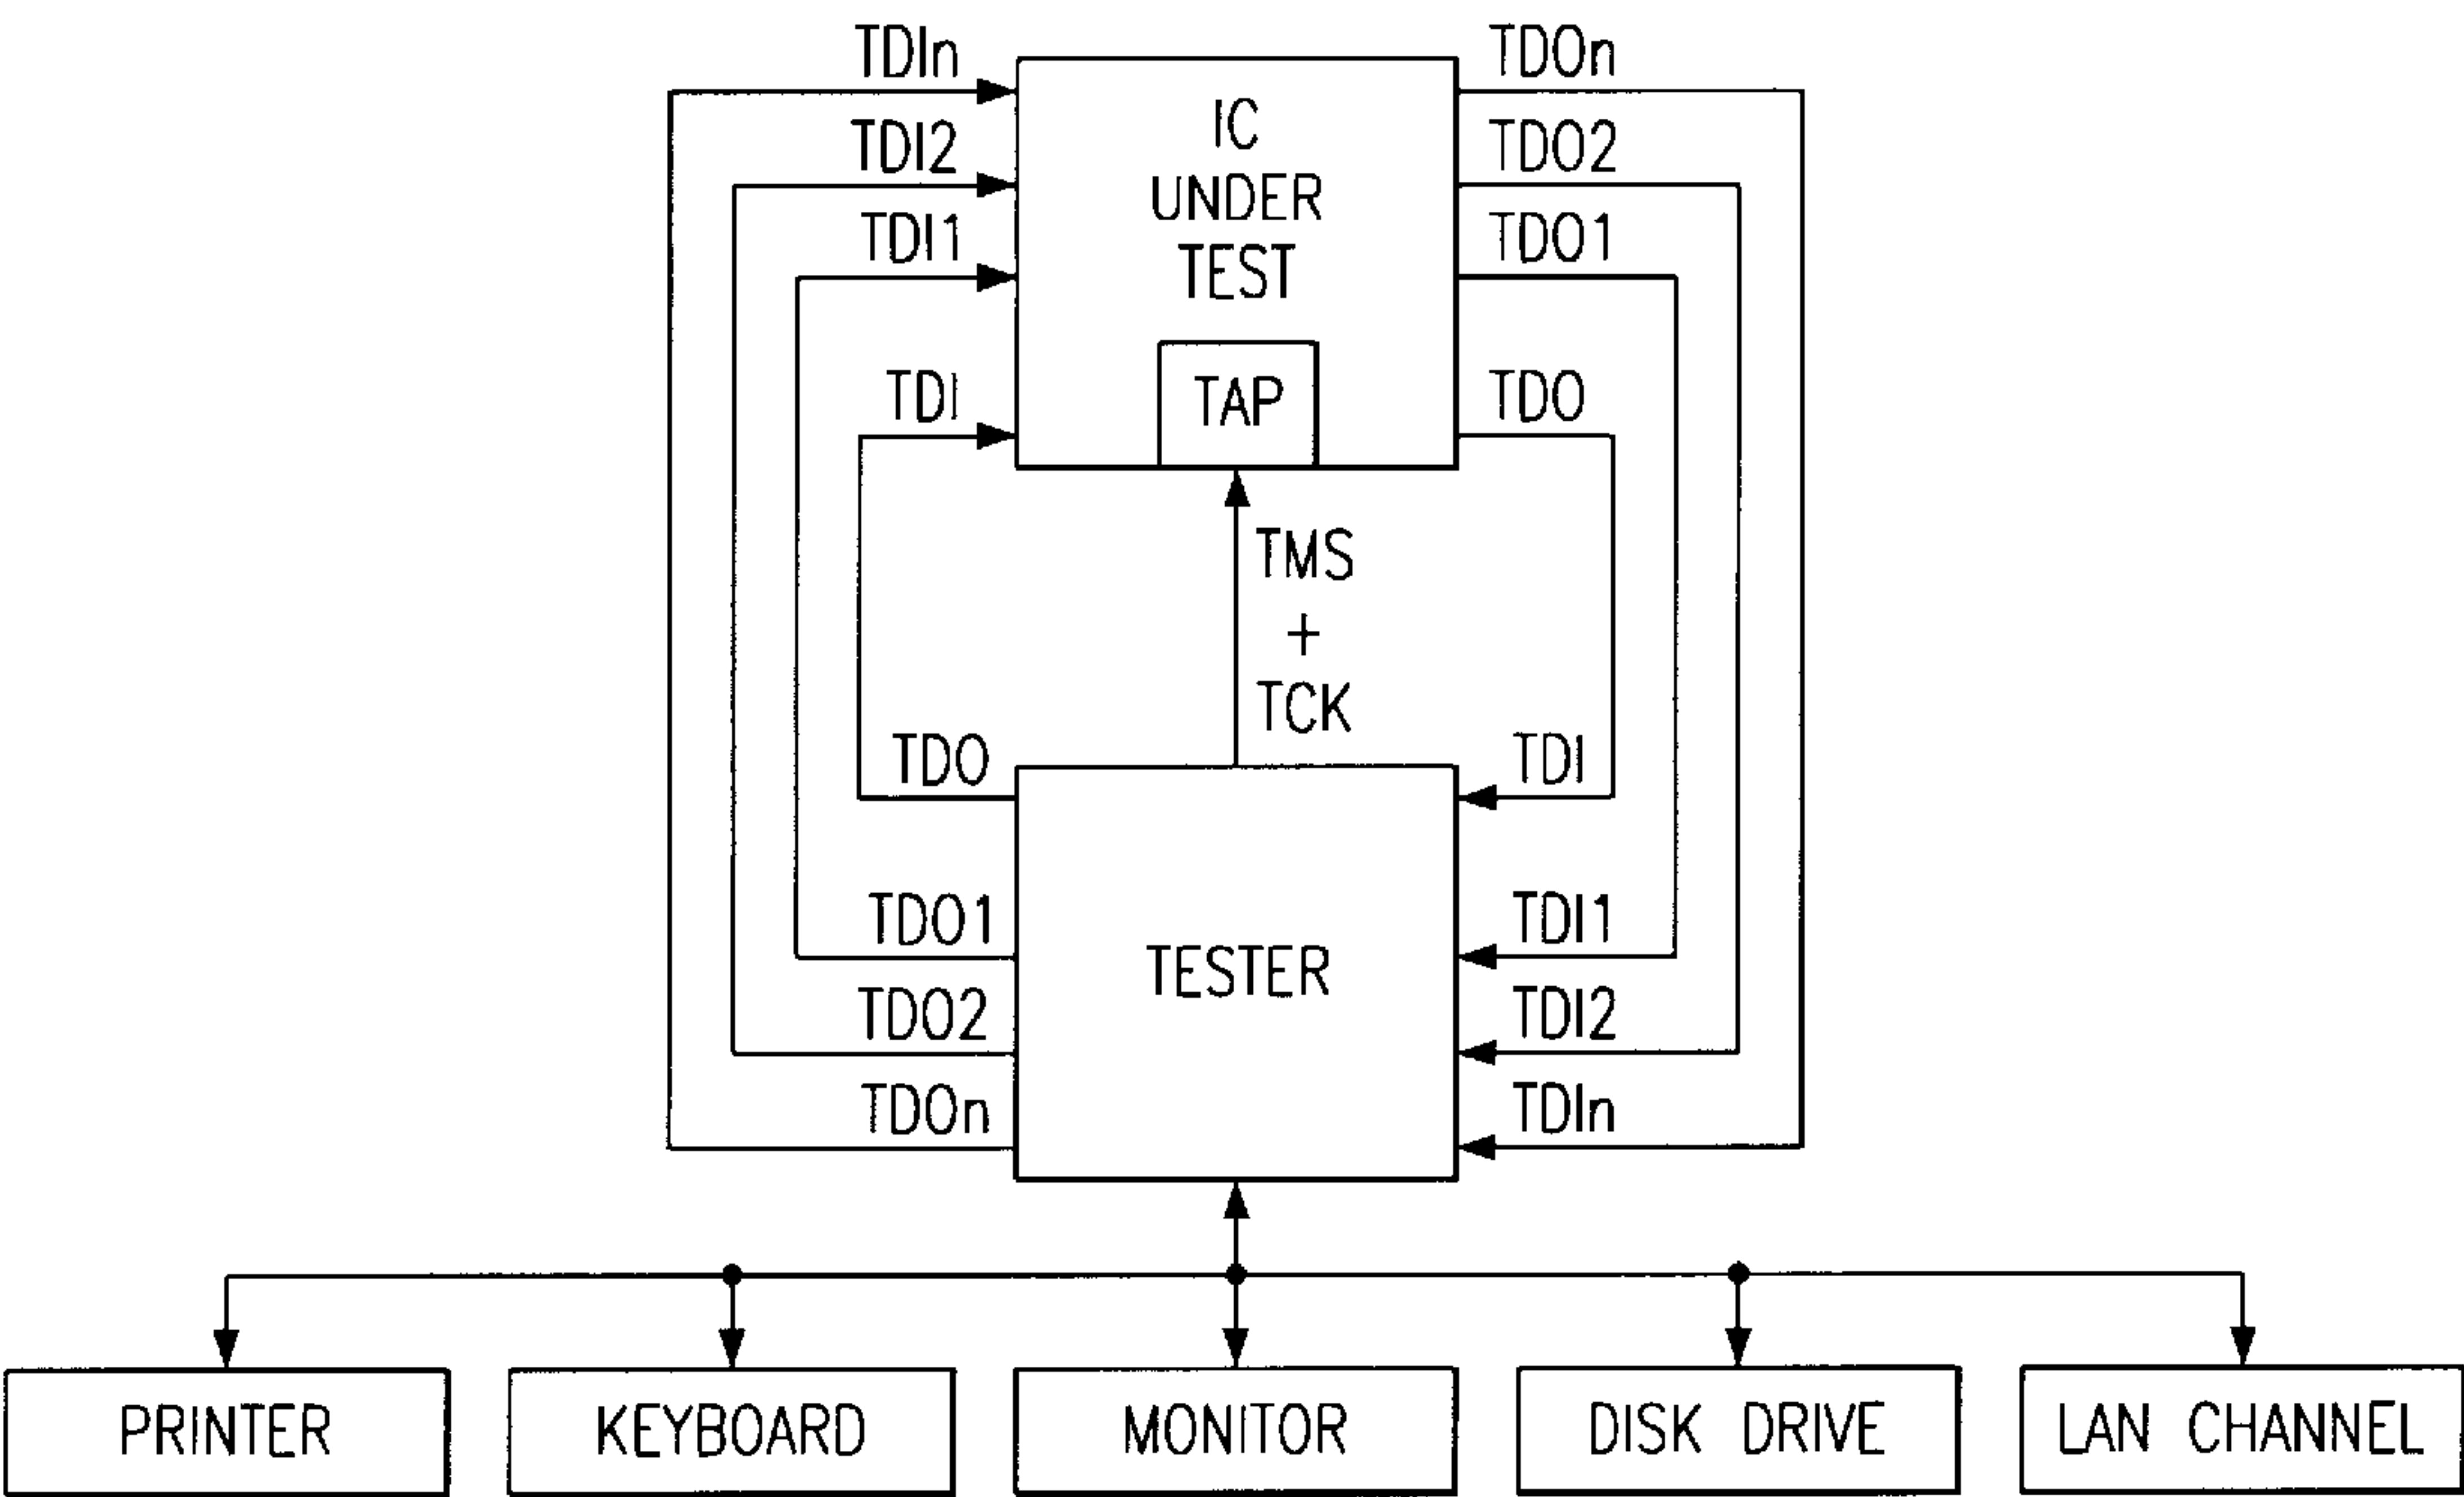 TDIn
TDOn
IC
UNDER
TEST
TDI2
TDO2
TDI1
TDO1
TDI
TAP
TDO
TMS
+
TCK
TDO
TDI
TDO1
TDI1
TESTER
TDO2
TDI2
TDOn
TDIn
PRINTER
KEYBOARD
MONITOR
DISK DRIVE
LAN CHANNEL